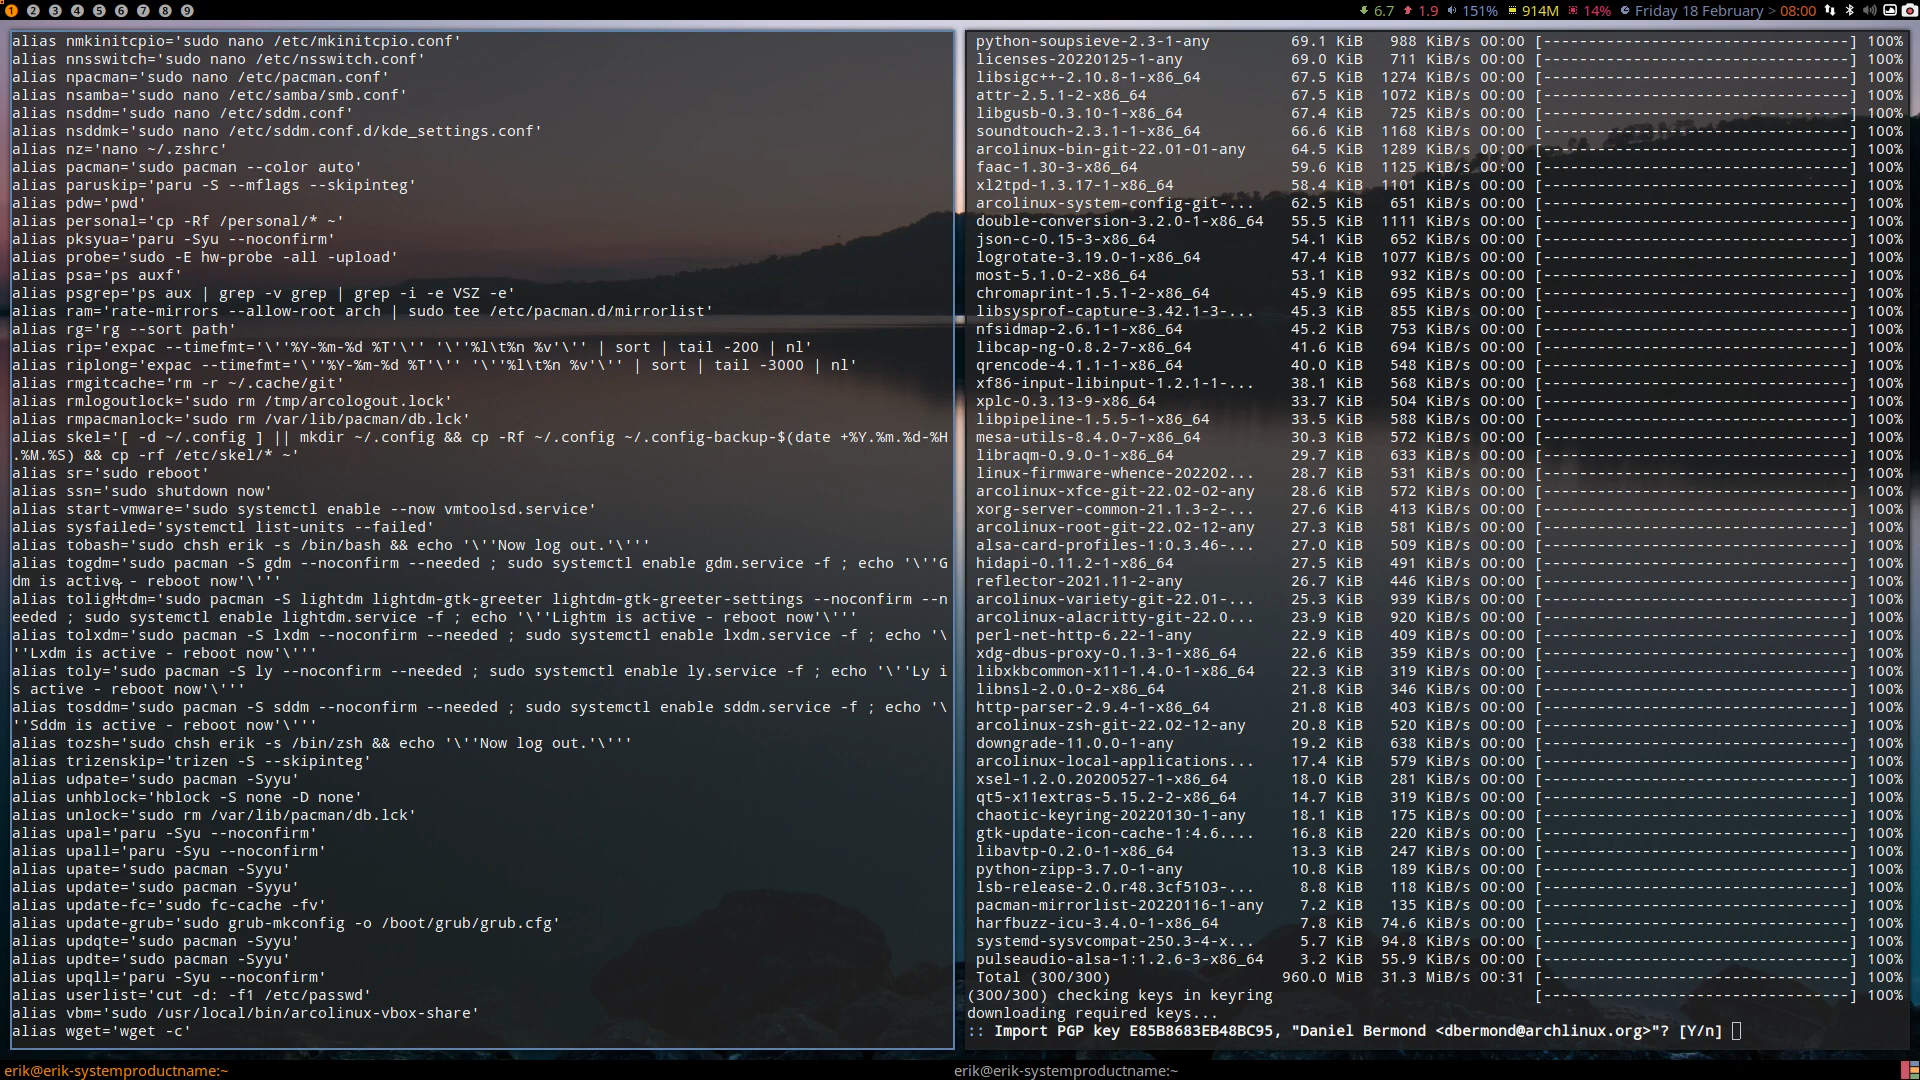 1 2 3 4 5 6 7 8 9
6.7 1.9 151% 914M 14% Friday 18 February > 08:00
alias nmkinitcpio='sudo nano /etc/mkinitcpio.conf'
alias nnsswitch='sudo nano /etc/nsswitch.conf'
alias npacman='sudo nano /etc/pacman.conf'
alias nsamba='sudo nano /etc/samba/smb.conf'
alias nsddm='sudo nano /etc/sddm.conf'
alias nsddmk='sudo nano /etc/sddm.conf.d/kde_settings.conf'
alias nz='nano ~/.zshrc'
alias pacman='sudo pacman --color auto'
alias paruskip='paru -S --mflags --skipinteg'
alias pdw='pwd'
alias personal='cp -Rf /personal/* ~'
alias pksyua='paru -Syu --noconfirm'
alias probe='sudo -E hw-probe -all -upload'
alias psa='ps auxf'
alias psgrep='ps aux | grep -v grep | grep -i -e VSZ -e'
alias ram='rate-mirrors --allow-root arch | sudo tee /etc/pacman.d/mirrorlist'
alias rg='rg --sort path'
alias rip='expac --timefmt='\''%Y-%m-%d %T'\'' '\''%l\t%n %v'\'' | sort | tail -200 | nl'
alias riplong='expac --timefmt='\''%Y-%m-%d %T'\'' '\''%l\t%n %v'\'' | sort | tail -3000 | nl'
alias rmgitcache='rm -r ~/.cache/git'
alias rmlogoutlock='sudo rm /tmp/arcologout.lock'
alias rmpacmanlock='sudo rm /var/lib/pacman/db.lck'
alias skel='[ -d ~/.config ] || mkdir ~/.config && cp -Rf ~/.config ~/.config-backup-$(date +%Y.%m.%d-%H
.%M.%S) && cp -rf /etc/skel/* ~'
alias sr='sudo reboot'
alias ssn='sudo shutdown now'
alias start-vmware='sudo systemctl enable --now vmtoolsd.service'
alias sysfailed='systemctl list-units --failed'
alias tobash='sudo chsh erik -s /bin/bash && echo '\''Now log out.'\'''
alias togdm='sudo pacman -S gdm --noconfirm --needed ; sudo systemctl enable gdm.service -f ; echo '\''G
dm is active - reboot now'\'''
alias tolightdm='sudo pacman -S lightdm lightdm-gtk-greeter lightdm-gtk-greeter-settings --noconfirm --n
eeded ; sudo systemctl enable lightdm.service -f ; echo '\''Lightm is active - reboot now'\'''
alias tolxdm='sudo pacman -S lxdm --noconfirm --needed ; sudo systemctl enable lxdm.service -f ; echo '\
''Lxdm is active - reboot now'\'''
alias toly='sudo pacman -S ly --noconfirm --needed ; sudo systemctl enable ly.service -f ; echo '\''Ly i
s active - reboot now'\'''
alias tosddm='sudo pacman -S sddm --noconfirm --needed ; sudo systemctl enable sddm.service -f ; echo '\
''Sddm is active - reboot now'\'''
alias tozsh='sudo chsh erik -s /bin/zsh && echo '\''Now log out.'\'''
alias trizenskip='trizen -S --skipinteg'
alias udpate='sudo pacman -Syyu'
alias unhblock='hblock -S none -D none'
alias unlock='sudo rm /var/lib/pacman/db.lck'
alias upal='paru -Syu --noconfirm'
alias upall='paru -Syu --noconfirm'
alias upate='sudo pacman -Syyu'
alias update='sudo pacman -Syyu'
alias update-fc='sudo fc-cache -fv'
alias update-grub='sudo grub-mkconfig -o /boot/grub/grub.cfg'
alias updqte='sudo pacman -Syyu'
alias updte='sudo pacman -Syyu'
alias upqll='paru -Syu --noconfirm'
alias userlist='cut -d: -f1 /etc/passwd'
alias vbm='sudo /usr/local/bin/arcolinux-vbox-share'
alias wget='wget -c'
python-soupsieve-2.3-1-any 69.1 KiB 988 KiB/s 00:00 [----------------------------------] 100%
licenses-20220125-1-any 69.0 KiB 711 KiB/s 00:00 [----------------------------------] 100%
libsigc++-2.10.8-1-x86_64 67.5 KiB 1274 KiB/s 00:00 [----------------------------------] 100%
attr-2.5.1-2-x86_64 67.5 KiB 1072 KiB/s 00:00 [----------------------------------] 100%
libgusb-0.3.10-1-x86_64 67.4 KiB 725 KiB/s 00:00 [----------------------------------] 100%
soundtouch-2.3.1-1-x86_64 66.6 KiB 1168 KiB/s 00:00 [----------------------------------] 100%
arcolinux-bin-git-22.01-01-any 64.5 KiB 1289 KiB/s 00:00 [----------------------------------] 100%
faac-1.30-3-x86_64 59.6 KiB 1125 KiB/s 00:00 [----------------------------------] 100%
xl2tpd-1.3.17-1-x86_64 58.4 KiB 1101 KiB/s 00:00 [----------------------------------] 100%
arcolinux-system-config-git-... 62.5 KiB 651 KiB/s 00:00 [----------------------------------] 100%
double-conversion-3.2.0-1-x86_64 55.5 KiB 1111 KiB/s 00:00 [----------------------------------] 100%
json-c-0.15-3-x86_64 54.1 KiB 652 KiB/s 00:00 [----------------------------------] 100%
logrotate-3.19.0-1-x86_64 47.4 KiB 1077 KiB/s 00:00 [----------------------------------] 100%
most-5.1.0-2-x86_64 53.1 KiB 932 KiB/s 00:00 [----------------------------------] 100%
chromaprint-1.5.1-2-x86_64 45.9 KiB 695 KiB/s 00:00 [----------------------------------] 100%
libsysprof-capture-3.42.1-3-... 45.3 KiB 855 KiB/s 00:00 [----------------------------------] 100%
nfsidmap-2.6.1-1-x86_64 45.2 KiB 753 KiB/s 00:00 [----------------------------------] 100%
libcap-ng-0.8.2-7-x86_64 41.6 KiB 694 KiB/s 00:00 [----------------------------------] 100%
qrencode-4.1.1-1-x86_64 40.0 KiB 548 KiB/s 00:00 [----------------------------------] 100%
xf86-input-libinput-1.2.1-1-... 38.1 KiB 568 KiB/s 00:00 [----------------------------------] 100%
xplc-0.3.13-9-x86_64 33.7 KiB 504 KiB/s 00:00 [----------------------------------] 100%
libpipeline-1.5.5-1-x86_64 33.5 KiB 588 KiB/s 00:00 [----------------------------------] 100%
mesa-utils-8.4.0-7-x86_64 30.3 KiB 572 KiB/s 00:00 [----------------------------------] 100%
libraqm-0.9.0-1-x86_64 29.7 KiB 633 KiB/s 00:00 [----------------------------------] 100%
linux-firmware-whence-202202... 28.7 KiB 531 KiB/s 00:00 [----------------------------------] 100%
arcolinux-xfce-git-22.02-02-any 28.6 KiB 572 KiB/s 00:00 [----------------------------------] 100%
xorg-server-common-21.1.3-2-... 27.6 KiB 413 KiB/s 00:00 [----------------------------------] 100%
arcolinux-root-git-22.02-12-any 27.3 KiB 581 KiB/s 00:00 [----------------------------------] 100%
alsa-card-profiles-1:0.3.46-... 27.0 KiB 509 KiB/s 00:00 [----------------------------------] 100%
hidapi-0.11.2-1-x86_64 27.5 KiB 491 KiB/s 00:00 [----------------------------------] 100%
reflector-2021.11-2-any 26.7 KiB 446 KiB/s 00:00 [----------------------------------] 100%
arcolinux-variety-git-22.01-... 25.3 KiB 939 KiB/s 00:00 [----------------------------------] 100%
arcolinux-alacritty-git-22.0... 23.9 KiB 920 KiB/s 00:00 [----------------------------------] 100%
perl-net-http-6.22-1-any 22.9 KiB 409 KiB/s 00:00 [----------------------------------] 100%
xdg-dbus-proxy-0.1.3-1-x86_64 22.6 KiB 359 KiB/s 00:00 [----------------------------------] 100%
libxkbcommon-x11-1.4.0-1-x86_64 22.3 KiB 319 KiB/s 00:00 [----------------------------------] 100%
libnsl-2.0.0-2-x86_64 21.8 KiB 346 KiB/s 00:00 [----------------------------------] 100%
http-parser-2.9.4-1-x86_64 21.8 KiB 403 KiB/s 00:00 [----------------------------------] 100%
arcolinux-zsh-git-22.02-12-any 20.8 KiB 520 KiB/s 00:00 [----------------------------------] 100%
downgrade-11.0.0-1-any 19.2 KiB 638 KiB/s 00:00 [----------------------------------] 100%
arcolinux-local-applications... 17.4 KiB 579 KiB/s 00:00 [----------------------------------] 100%
xsel-1.2.0.20200527-1-x86_64 18.0 KiB 281 KiB/s 00:00 [----------------------------------] 100%
qt5-x11extras-5.15.2-2-x86_64 14.7 KiB 319 KiB/s 00:00 [----------------------------------] 100%
chaotic-keyring-20220130-1-any 18.1 KiB 175 KiB/s 00:00 [----------------------------------] 100%
gtk-update-icon-cache-1:4.6.... 16.8 KiB 220 KiB/s 00:00 [----------------------------------] 100%
libavtp-0.2.0-1-x86_64 13.3 KiB 247 KiB/s 00:00 [----------------------------------] 100%
python-zipp-3.7.0-1-any 10.8 KiB 189 KiB/s 00:00 [----------------------------------] 100%
lsb-release-2.0.r48.3cf5103-... 8.8 KiB 118 KiB/s 00:00 [----------------------------------] 100%
pacman-mirrorlist-20220116-1-any 7.2 KiB 135 KiB/s 00:00 [----------------------------------] 100%
harfbuzz-icu-3.4.0-1-x86_64 7.8 KiB 74.6 KiB/s 00:00 [----------------------------------] 100%
systemd-sysvcompat-250.3-4-x... 5.7 KiB 94.8 KiB/s 00:00 [----------------------------------] 100%
pulseaudio-alsa-1:1.2.6-3-x86_64 3.2 KiB 55.9 KiB/s 00:00 [----------------------------------] 100%
Total (300/300) 960.0 MiB 31.3 MiB/s 00:31 [----------------------------------] 100%
(300/300) checking keys in keyring [----------------------------------] 100%
downloading required keys...
:: Import PGP key E85B8683EB48BC95, "Daniel Bermond <dbermond@archlinux.org>"? [Y/n]
erik@erik-systemproductname:~ erik@erik-systemproductname:~